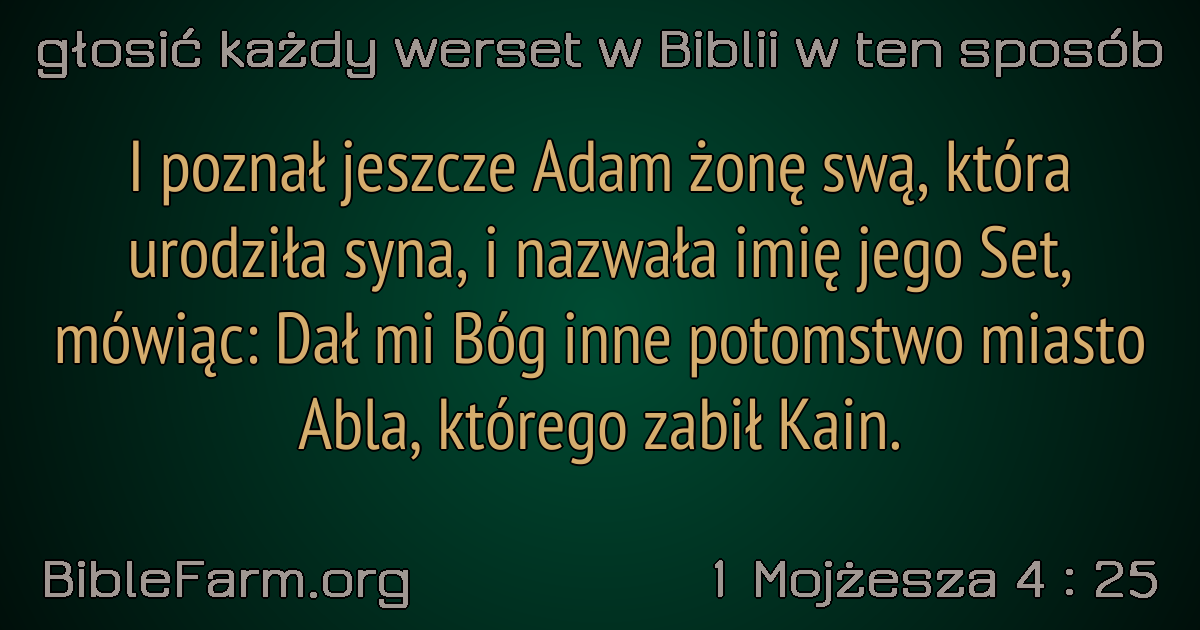 głosić każdy werset w Biblii w ten sposób
I poznał jeszcze Adam żonę swą, która
urodziła syna, i nazwała imię jego Set,
mówiąc: Dał mi Bóg inne potomstwo miasto
Abla, którego zabił Kain.
BibleFarm.org
1 Mojżesza 4 : 25